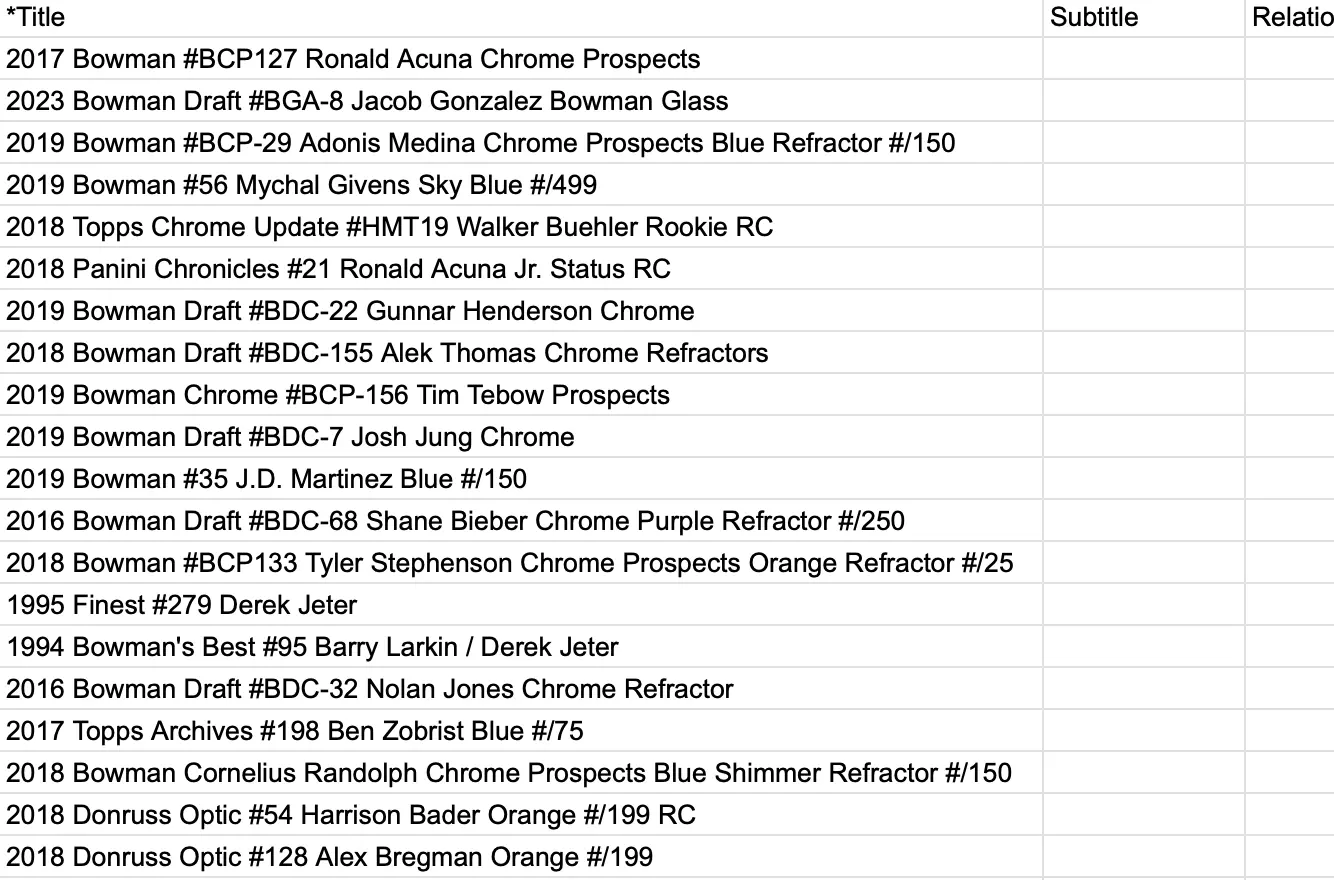 *Title Subtitle Relatio
2017 Bowman #BCP127 Ronald Acuna Chrome Prospects
2023 Bowman Draft #BGA-8 Jacob Gonzalez Bowman Glass
2019 Bowman #BCP-29 Adonis Medina Chrome Prospects Blue Refractor #/150
2019 Bowman #56 Mychal Givens Sky Blue #/499
2018 Topps Chrome Update #HMT19 Walker Buehler Rookie RC
2018 Panini Chronicles #21 Ronald Acuna Jr. Status RC
2019 Bowman Draft #BDC-22 Gunnar Henderson Chrome
2018 Bowman Draft #BDC-155 Alek Thomas Chrome Refractors
2019 Bowman Chrome #BCP-156 Tim Tebow Prospects
2019 Bowman Draft #BDC-7 Josh Jung Chrome
2019 Bowman #35 J.D. Martinez Blue #/150
2016 Bowman Draft #BDC-68 Shane Bieber Chrome Purple Refractor #/250
2018 Bowman #BCP133 Tyler Stephenson Chrome Prospects Orange Refractor #/25
1995 Finest #279 Derek Jeter
1994 Bowman's Best #95 Barry Larkin / Derek Jeter
2016 Bowman Draft #BDC-32 Nolan Jones Chrome Refractor
2017 Topps Archives #198 Ben Zobrist Blue #/75
2018 Bowman Cornelius Randolph Chrome Prospects Blue Shimmer Refractor #/150
2018 Donruss Optic #54 Harrison Bader Orange #/199 RC
2018 Donruss Optic #128 Alex Bregman Orange #/199